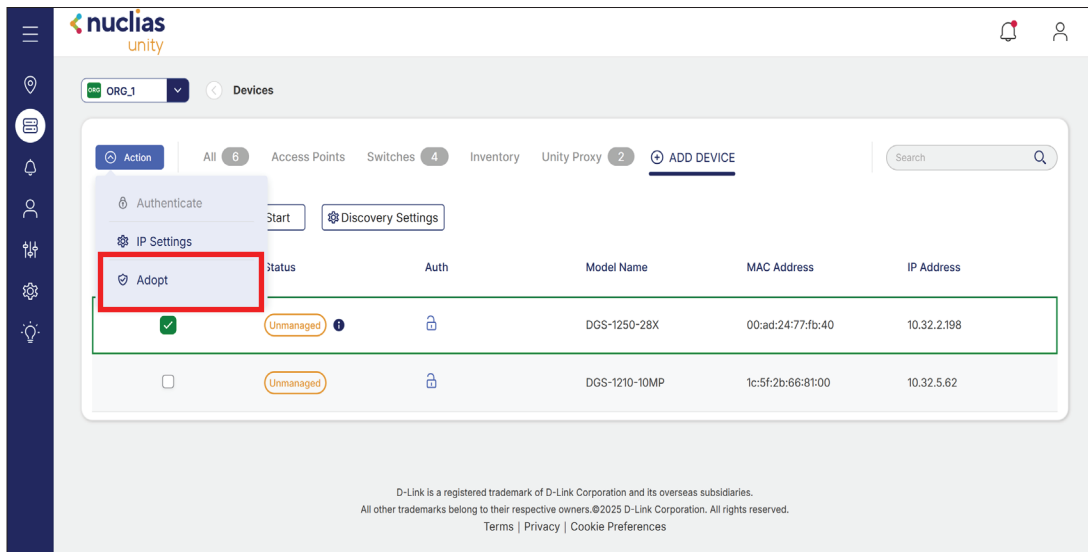 nuclias
unity
ORG ORG_1
Devices
Action
All 6
Access Points
Switches 4
Inventory
Unity Proxy 2
ADD DEVICE
Search
Authenticate
IP Settings
Adopt
Start
Discovery Settings
Status Auth Model Name MAC Address IP Address
Unmanaged DGS-1250-28X 00:ad:24:77:fb:40 10.32.2.198
Unmanaged DGS-1210-10MP 1c:5f:2b:66:81:00 10.32.5.62
D-Link is a registered trademark of D-Link Corporation and its overseas subsidiaries.
All other trademarks belong to their respective owners.©2025 D-Link Corporation. All rights reserved.
Terms | Privacy | Cookie Preferences